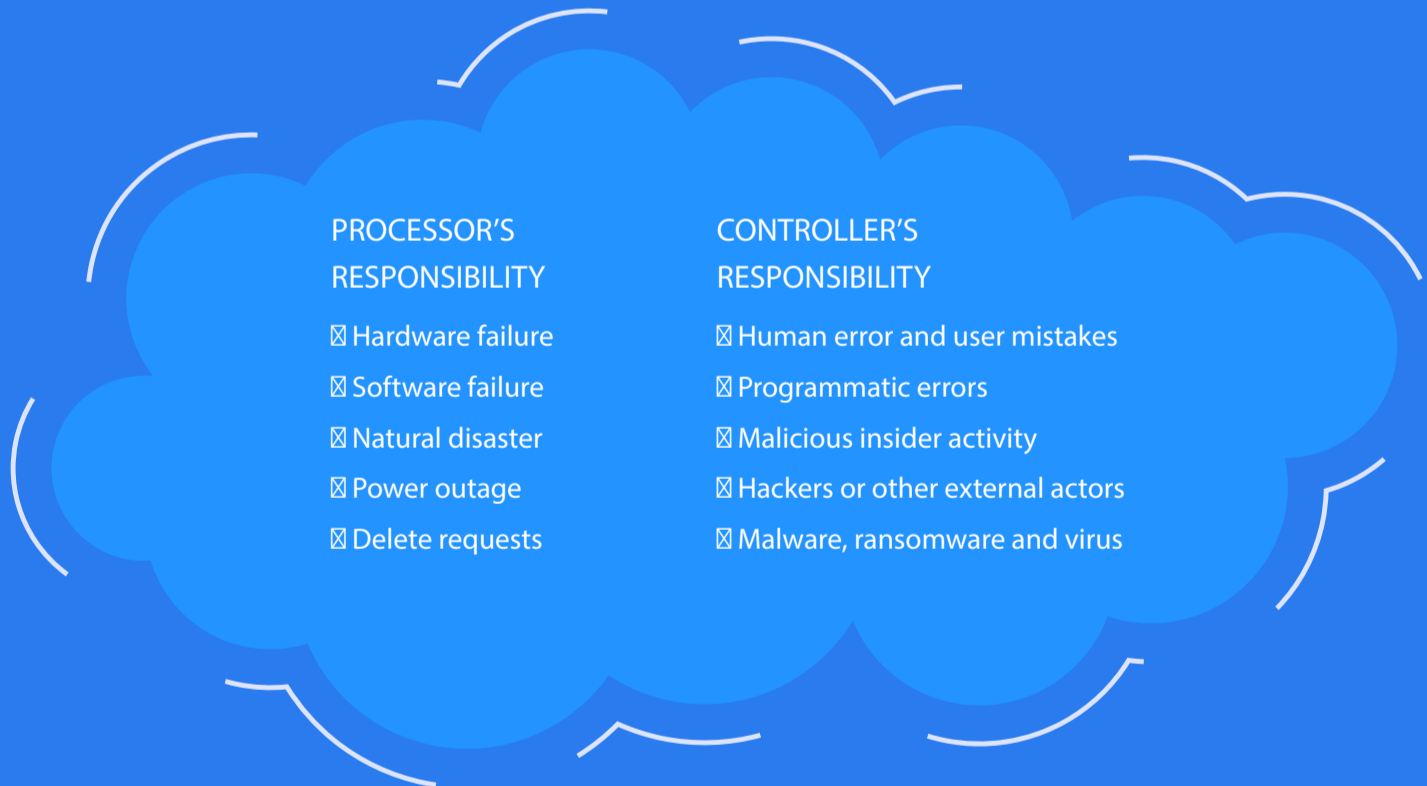 PROCESSOR’S
RESPONSIBILITY
Hardware failure
Software failure
Natural disaster
Power outage
Delete requests
CONTROLLER’S
RESPONSIBILITY
Human error and user mistakes
Programmatic errors
Malicious insider activity
Hackers or other external actors
Malware, ransomware and virus